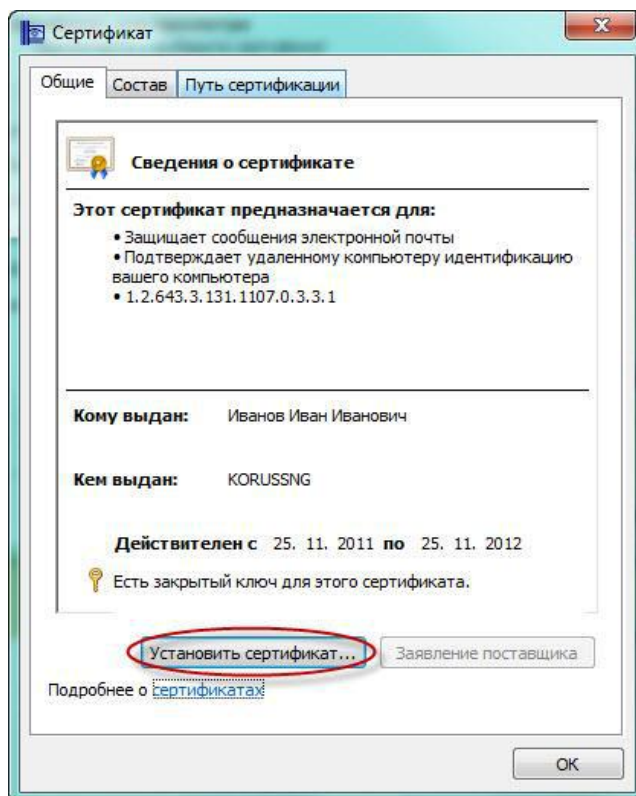 Сертификат
Общие Состав Путь сертификации
Сведения о сертификате
Этот сертификат предназначается для:
• Защищает сообщения электронной почты
• Подтверждает удаленному компьютеру идентификацию
вашего компьютера
• 1.2.643.3.131.1107.0.3.3.1
Кому выдан: Иванов Иван Иванович
Кем выдан: KORUSSNG
Действителен с 25. 11. 2011 по 25. 11. 2012
Есть закрытый ключ для этого сертификата.
Установить сертификат... Заявление поставщика
Подробнее о сертификатах
ОК